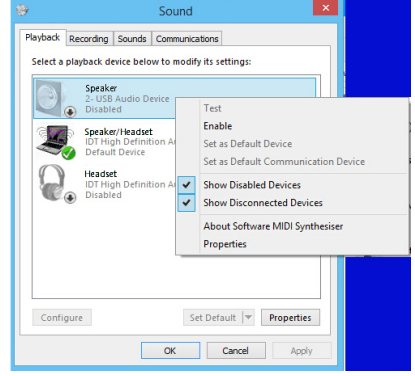 Sound
Playback Recording Sounds Communications
Select a playback device below to modify its settings:
Speaker
2- USB Audio Device
Disabled
Speaker/Headset
IDT High Definition A
Default Device
Headset
IDT High Definition A
Disabled
Test
Enable
Set as Default Device
Set as Default Communication Device
Show Disabled Devices
Show Disconnected Devices
About Software MIDI Synthesiser
Properties
Configure Set Default Properties
OK Cancel Apply